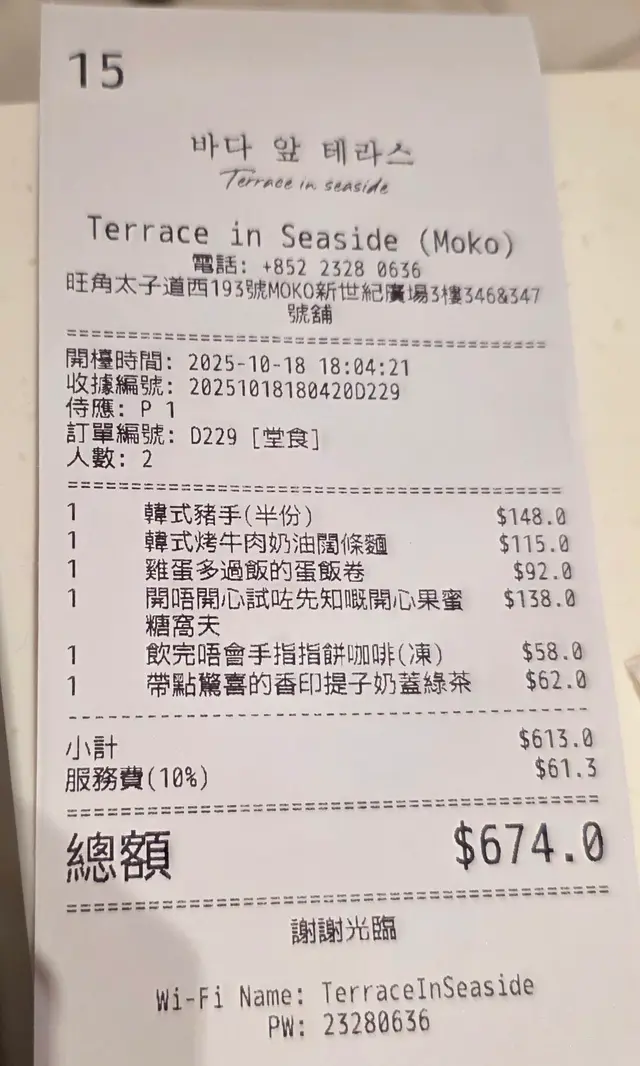 15
바다 앞 테라스
Terrace in seaside
Terrace in Seaside (Moko)
電話: +852 2328 0636
旺角太子道西193號MOKO新世紀廣場3樓346&347
號舖
開檯時間: 2025-10-18 18:04:21
收據編號: 20251018180420D229
侍應: P 1
訂單編號: D229 [堂食]
人數: 2
1 韓式豬手(半份) $148.0
1 韓式烤牛肉奶油闊條麵 $115.0
1 雞蛋多過飯的蛋飯卷 $92.0
1 開唔開心試咗先知嘅開心果蜜 $138.0
糖窩夫
1 飲完唔會手指指餅咖啡(凍) $58.0
1 帶點驚喜的香印提子奶蓋綠茶 $62.0
小計 $613.0
服務費(10%) $61.3
總額 $674.0
謝謝光臨
Wi-Fi Name: TerraceInSeaside
PW: 23280636